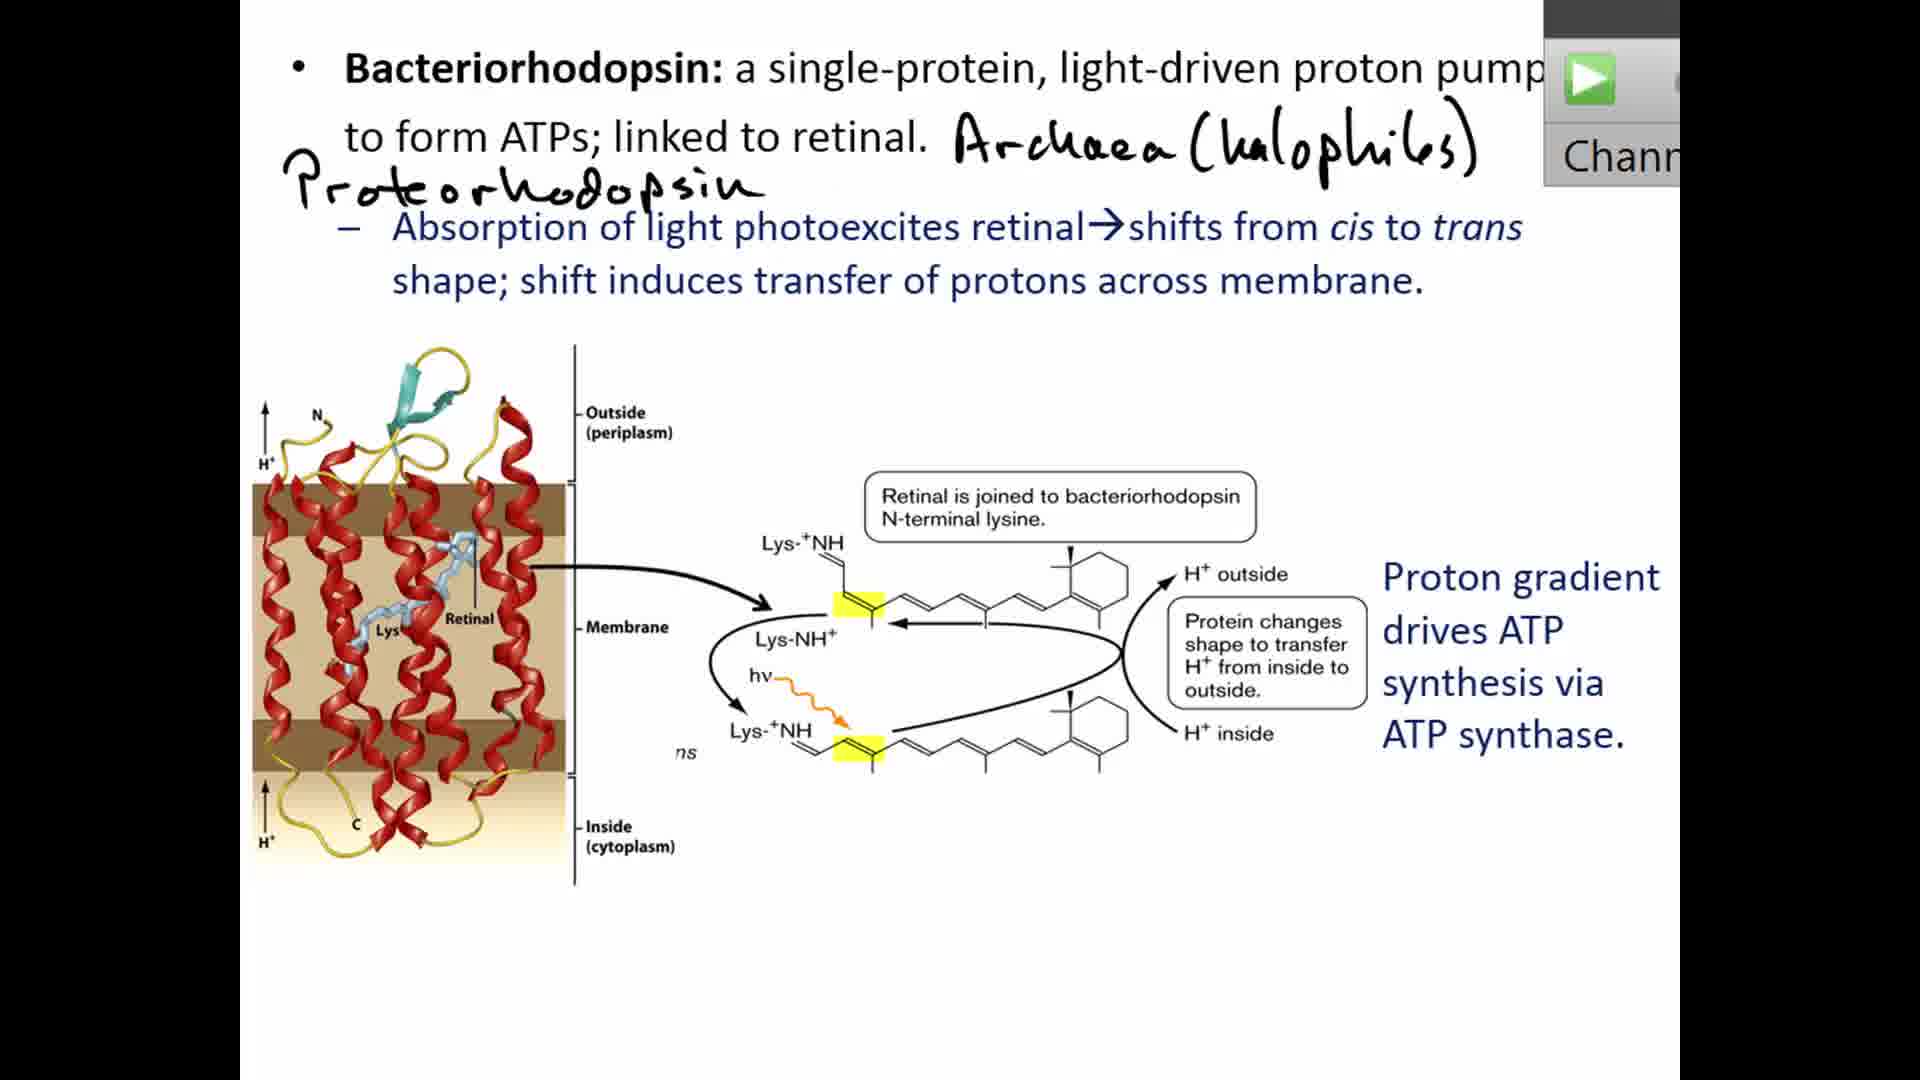 • Bacteriorhodopsin: a single-protein, light-driven proton pump
to form ATPs; linked to retinal. Archaea (halophiles)
Proteorhodopsin
– Absorption of light photoexcites retinal→shifts from cis to trans
shape; shift induces transfer of protons across membrane.
Chann
N
H+
Outside
(periplasm)
Retinal
Lys
Membrane
H+
C
Inside
(cytoplasm)
Retinal is joined to bacteriorhodopsin
N-terminal lysine.
Lys-+NH
Lys-NH+
hν
Lys-+NH
ns
H+ outside
Protein changes
shape to transfer
H+ from inside to
outside.
H+ inside
Proton gradient
drives ATP
synthesis via
ATP synthase.